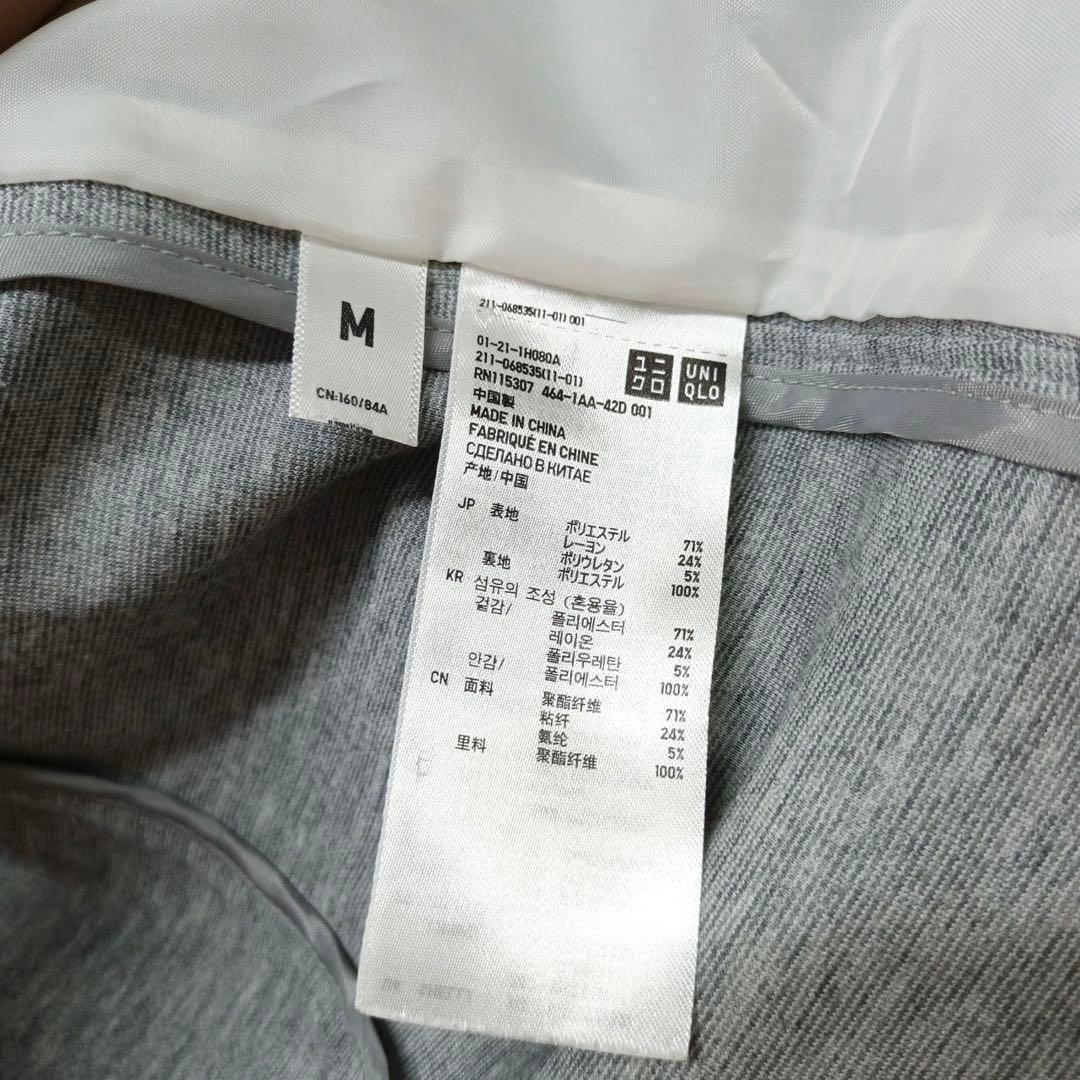 M
CN:160/84A
211-068535(11-01) 001
01-21-1H080A
211-068535(11-01)
RN115307 464-1AA-42D 001
ユニクロ
UNIQLO
中国製
MADE IN CHINA
FABRIQUÉ EN CHINE
СДЕЛАНО В КИТАЕ
产地/中国
JP 表地 ポリエステル 71%
レーヨン 24%
ポリウレタン 5%
裏地 ポリエステル 100%
KR 섬유의 조성 (혼용율)
겉감/ 폴리에스터 71%
레이온 24%
폴리우레탄 5%
안감/ 폴리에스터 100%
CN 面料 聚酯纤维 71%
粘纤 24%
氨纶 5%
里料 聚酯纤维 100%